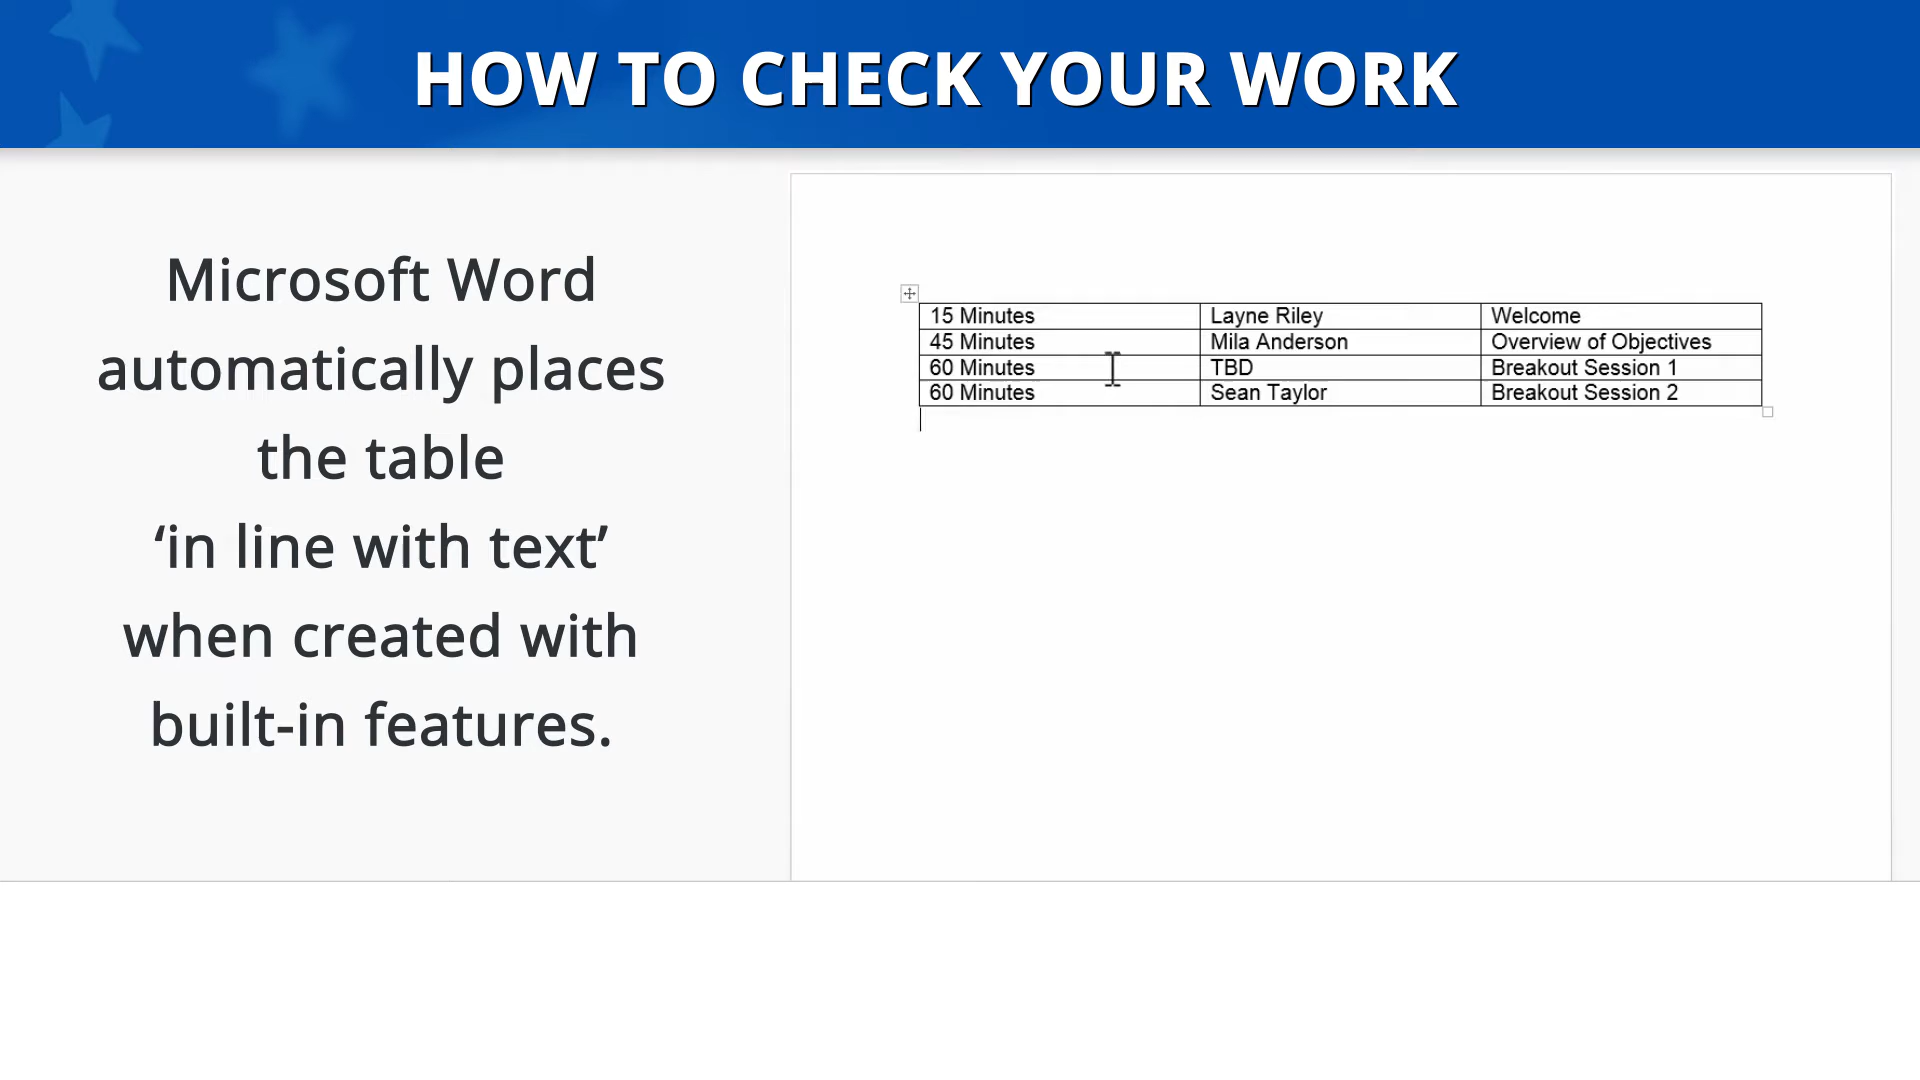 HOW TO CHECK YOUR WORK
Microsoft Word
automatically places
the table
‘in line with text’
when created with
built-in features.
15 Minutes Layne Riley Welcome
45 Minutes Mila Anderson Overview of Objectives
60 Minutes TBD Breakout Session 1
60 Minutes Sean Taylor Breakout Session 2